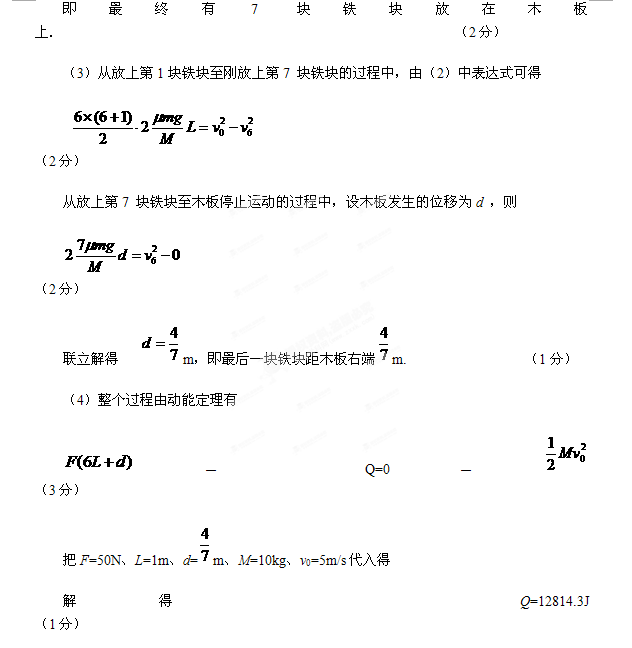 即最终有7块铁块放在木板
上. （2分）
（3）从放上第1块铁块至刚放上第7 块铁块的过程中，由（2）中表达式可得
\frac{6×(6+1)}{2}·2\frac{μmg}{M}L=v_0^2-v_6^2
（2分）
从放上第7 块铁块至木板停止运动的过程中，设木板发生的位移为d ，则
2\frac{7μmg}{M}d=v_6^2-0
（2分）
联立解得 d=\frac{4}{7} m，即最后一块铁块距木板右端\frac{4}{7}m. （1分）
（4）整个过程由动能定理有
F(6L+d) － Q=0 － \frac{1}{2}Mv_0^2
（3分）
把F=50N、L=1m、d=\frac{4}{7}m、M=10kg、v₀=5m/s代入得
解得 Q=12814.3J
（1分）